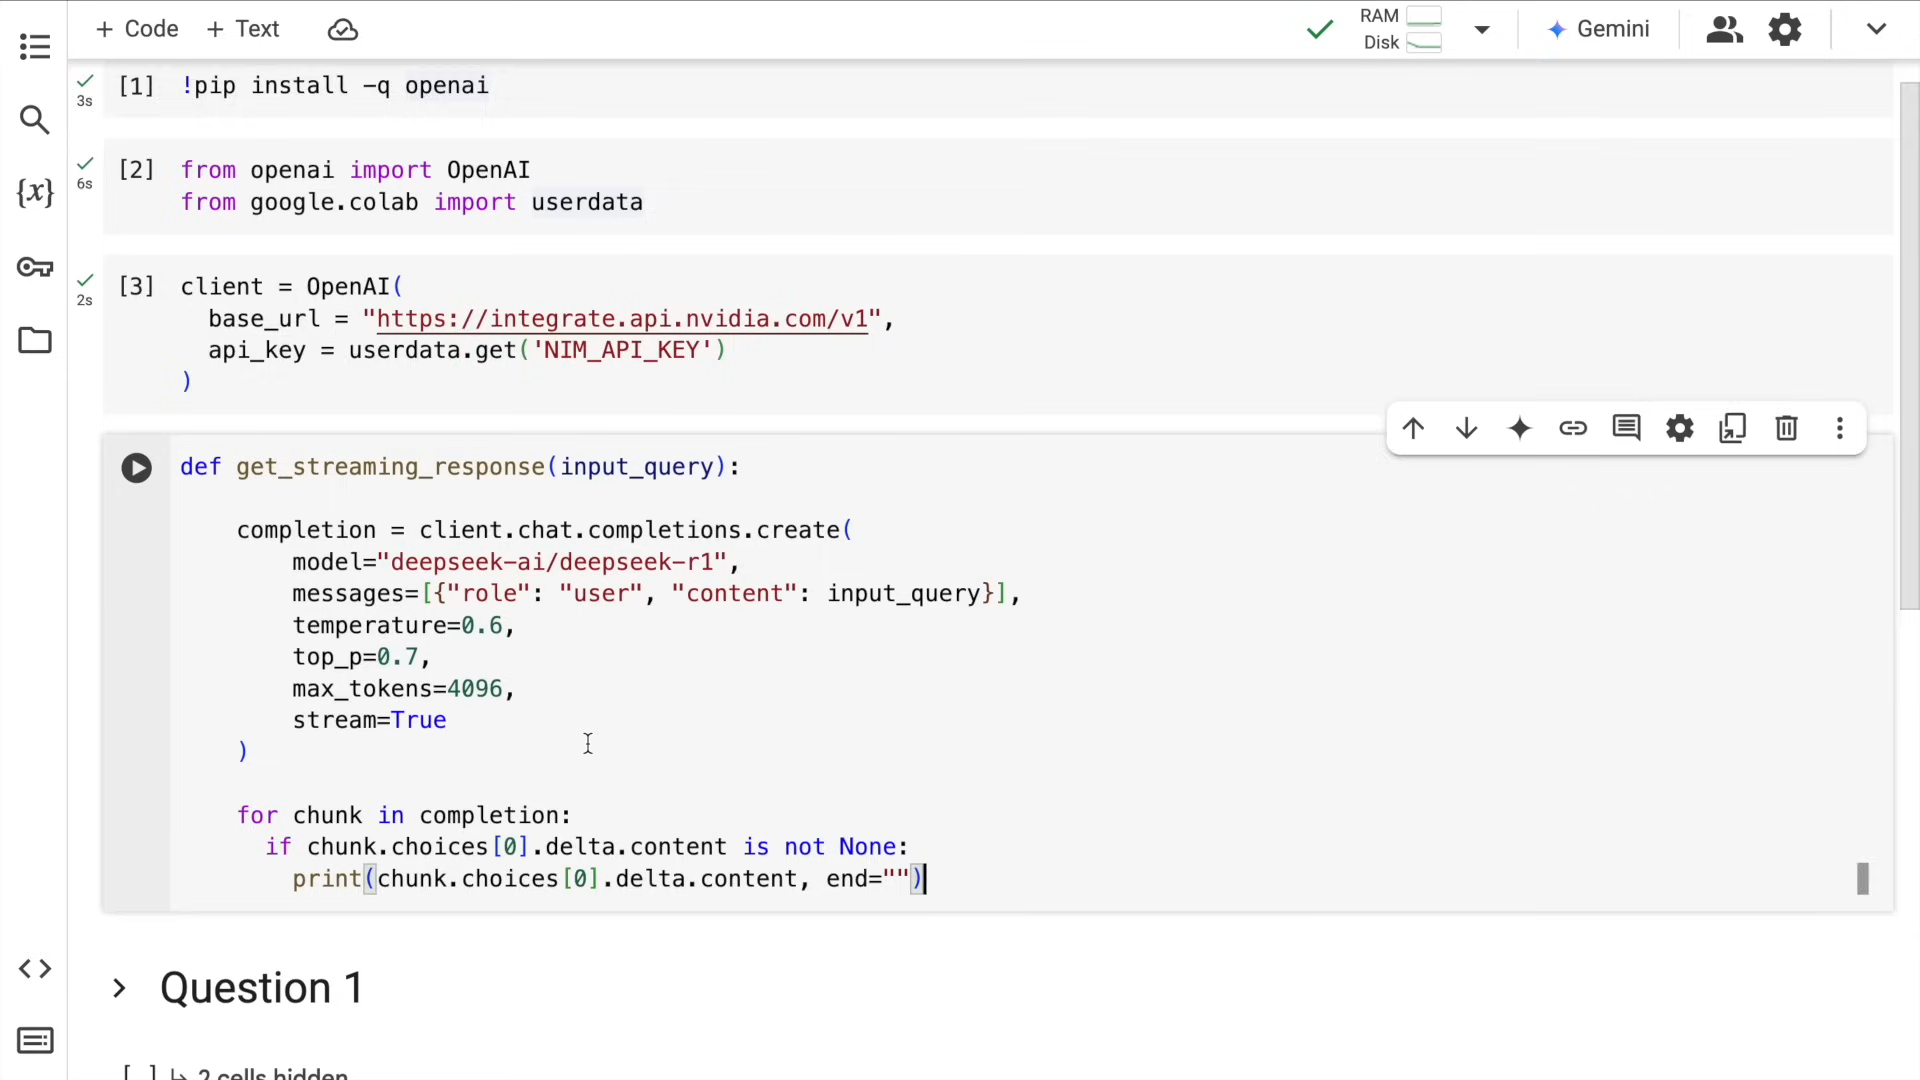 + Code + Text
RAM
Disk
Gemini
{x}
3s
[1] !pip install -q openai
6s
[2] from openai import OpenAI
from google.colab import userdata
2s
[3] client = OpenAI(
base_url = "https://integrate.api.nvidia.com/v1",
api_key = userdata.get('NIM_API_KEY')
)
def get_streaming_response(input_query):
completion = client.chat.completions.create(
model="deepseek-ai/deepseek-r1",
messages=[{"role": "user", "content": input_query}],
temperature=0.6,
top_p=0.7,
max_tokens=4096,
stream=True
)
for chunk in completion:
if chunk.choices[0].delta.content is not None:
print(chunk.choices[0].delta.content, end="")
Question 1
[ ] ↳ 2 cells hidden